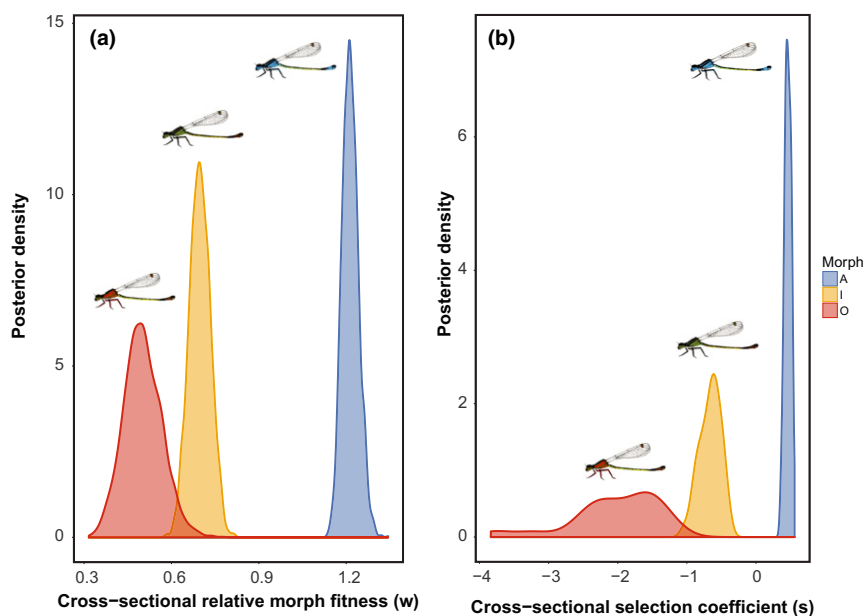 (a)
Posterior density
15
10
5
0
0.3 0.6 0.9 1.2
Cross−sectional relative morph fitness (w)
(b)
Posterior density
6
4
2
0
−4 −3 −2 −1 0
Cross−sectional selection coefficient (s)
Morph
A
I
O